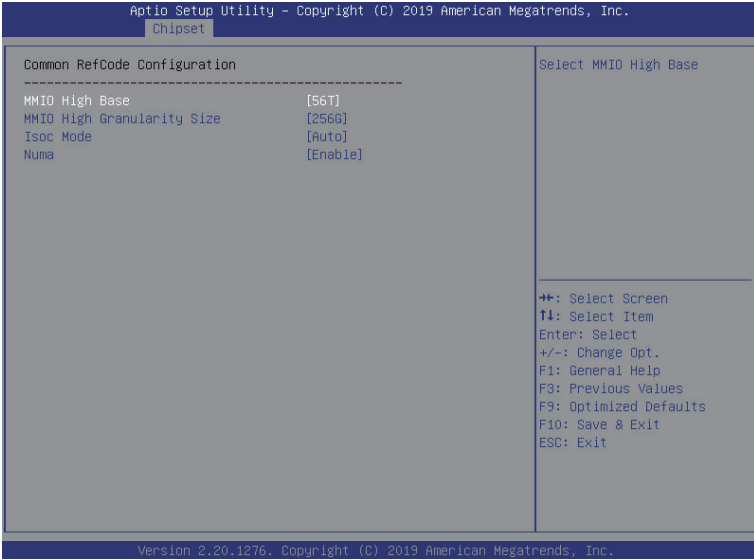 Aptio Setup Utility – Copyright (C) 2019 American Megatrends, Inc.
Chipset
Common RefCode Configuration
--------------------------------------------------
MMIO High Base [56T]
MMIO High Granularity Size [256G]
Isoc Mode [Auto]
Numa [Enable]
Select MMIO High Base
→←: Select Screen
↑↓: Select Item
Enter: Select
+/-: Change Opt.
F1: General Help
F3: Previous Values
F9: Optimized Defaults
F10: Save & Exit
ESC: Exit
Version 2.20.1276. Copyright (C) 2019 American Megatrends, Inc.